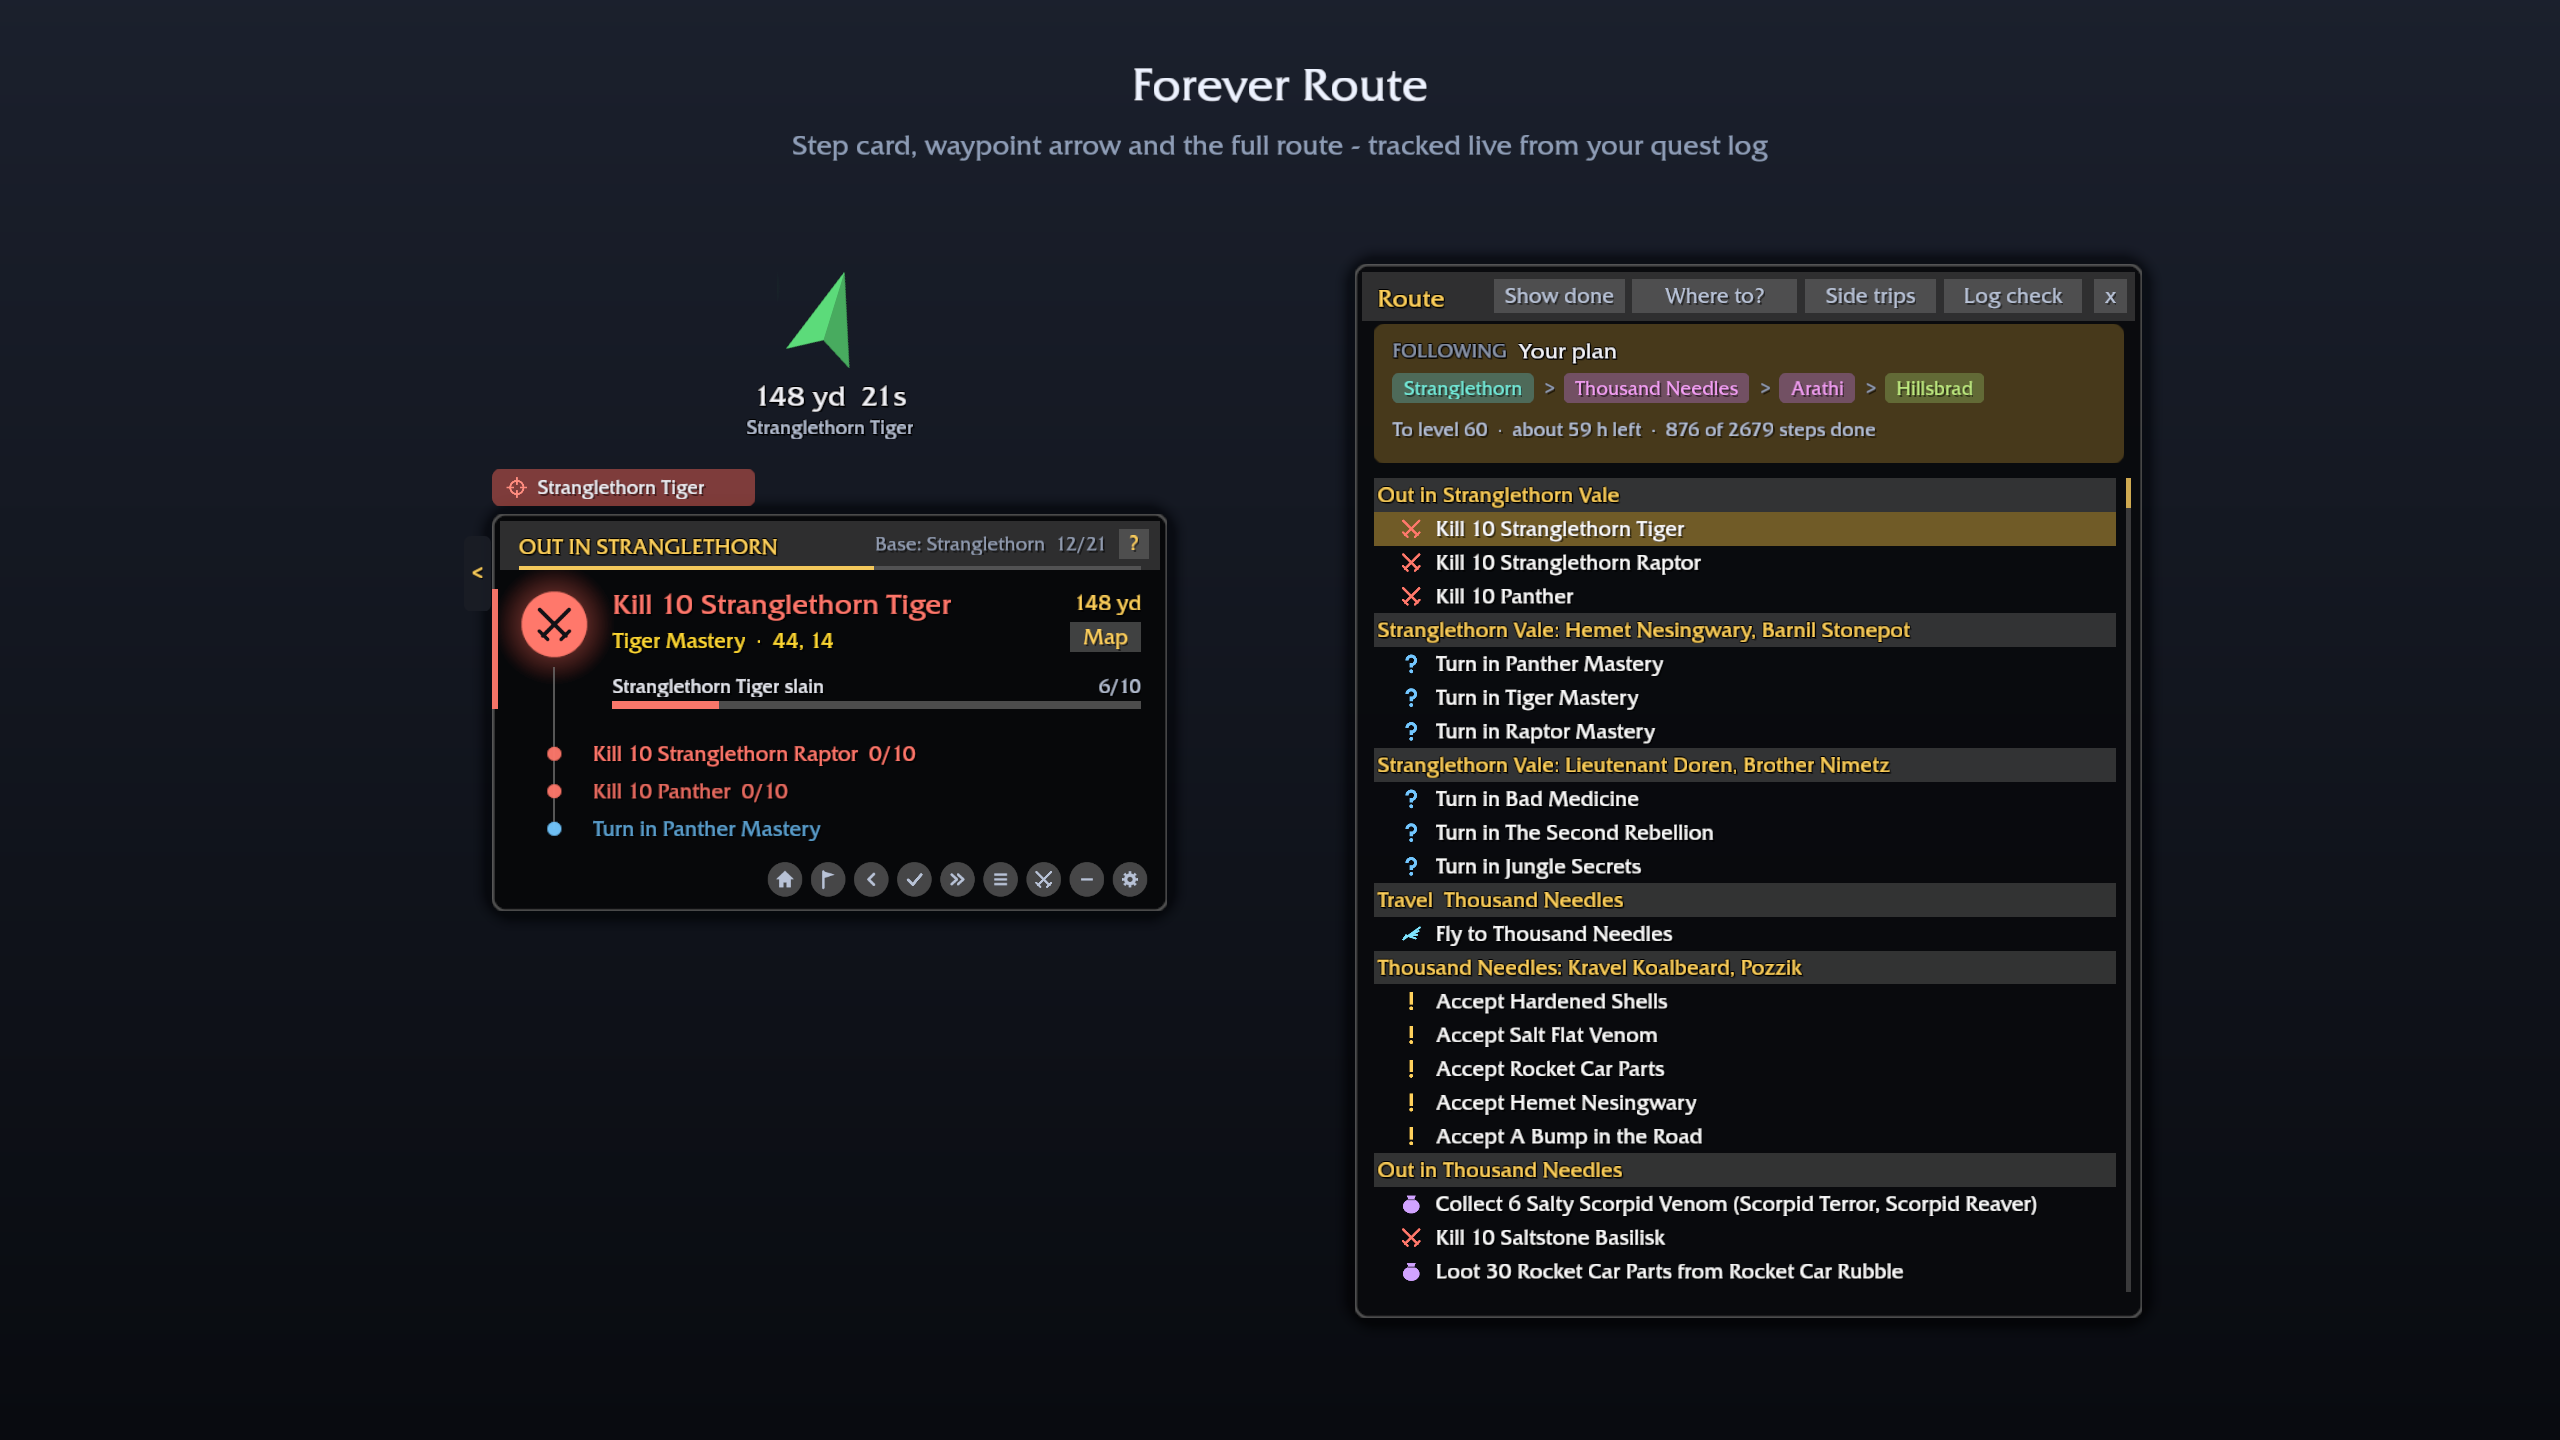 Forever Route
Step card, waypoint arrow and the full route - tracked live from your quest log
148 yd 21s
Stranglethorn Tiger
Stranglethorn Tiger
<
OUT IN STRANGLETHORN
Base: Stranglethorn 12/21
?
Kill 10 Stranglethorn Tiger
148 yd
Tiger Mastery · 44, 14
Map
Stranglethorn Tiger slain
6/10
Kill 10 Stranglethorn Raptor 0/10
Kill 10 Panther 0/10
Turn in Panther Mastery
Route
Show done
Where to?
Side trips
Log check
x
FOLLOWING Your plan
Stranglethorn > Thousand Needles > Arathi > Hillsbrad
To level 60 · about 59 h left · 876 of 2679 steps done
Out in Stranglethorn Vale
Kill 10 Stranglethorn Tiger
Kill 10 Stranglethorn Raptor
Kill 10 Panther
Stranglethorn Vale: Hemet Nesingwary, Barnil Stonepot
? Turn in Panther Mastery
? Turn in Tiger Mastery
? Turn in Raptor Mastery
Stranglethorn Vale: Lieutenant Doren, Brother Nimetz
? Turn in Bad Medicine
? Turn in The Second Rebellion
? Turn in Jungle Secrets
Travel Thousand Needles
Fly to Thousand Needles
Thousand Needles: Kravel Koalbeard, Pozzik
! Accept Hardened Shells
! Accept Salt Flat Venom
! Accept Rocket Car Parts
! Accept Hemet Nesingwary
! Accept A Bump in the Road
Out in Thousand Needles
Collect 6 Salty Scorpid Venom (Scorpid Terror, Scorpid Reaver)
Kill 10 Saltstone Basilisk
Loot 30 Rocket Car Parts from Rocket Car Rubble